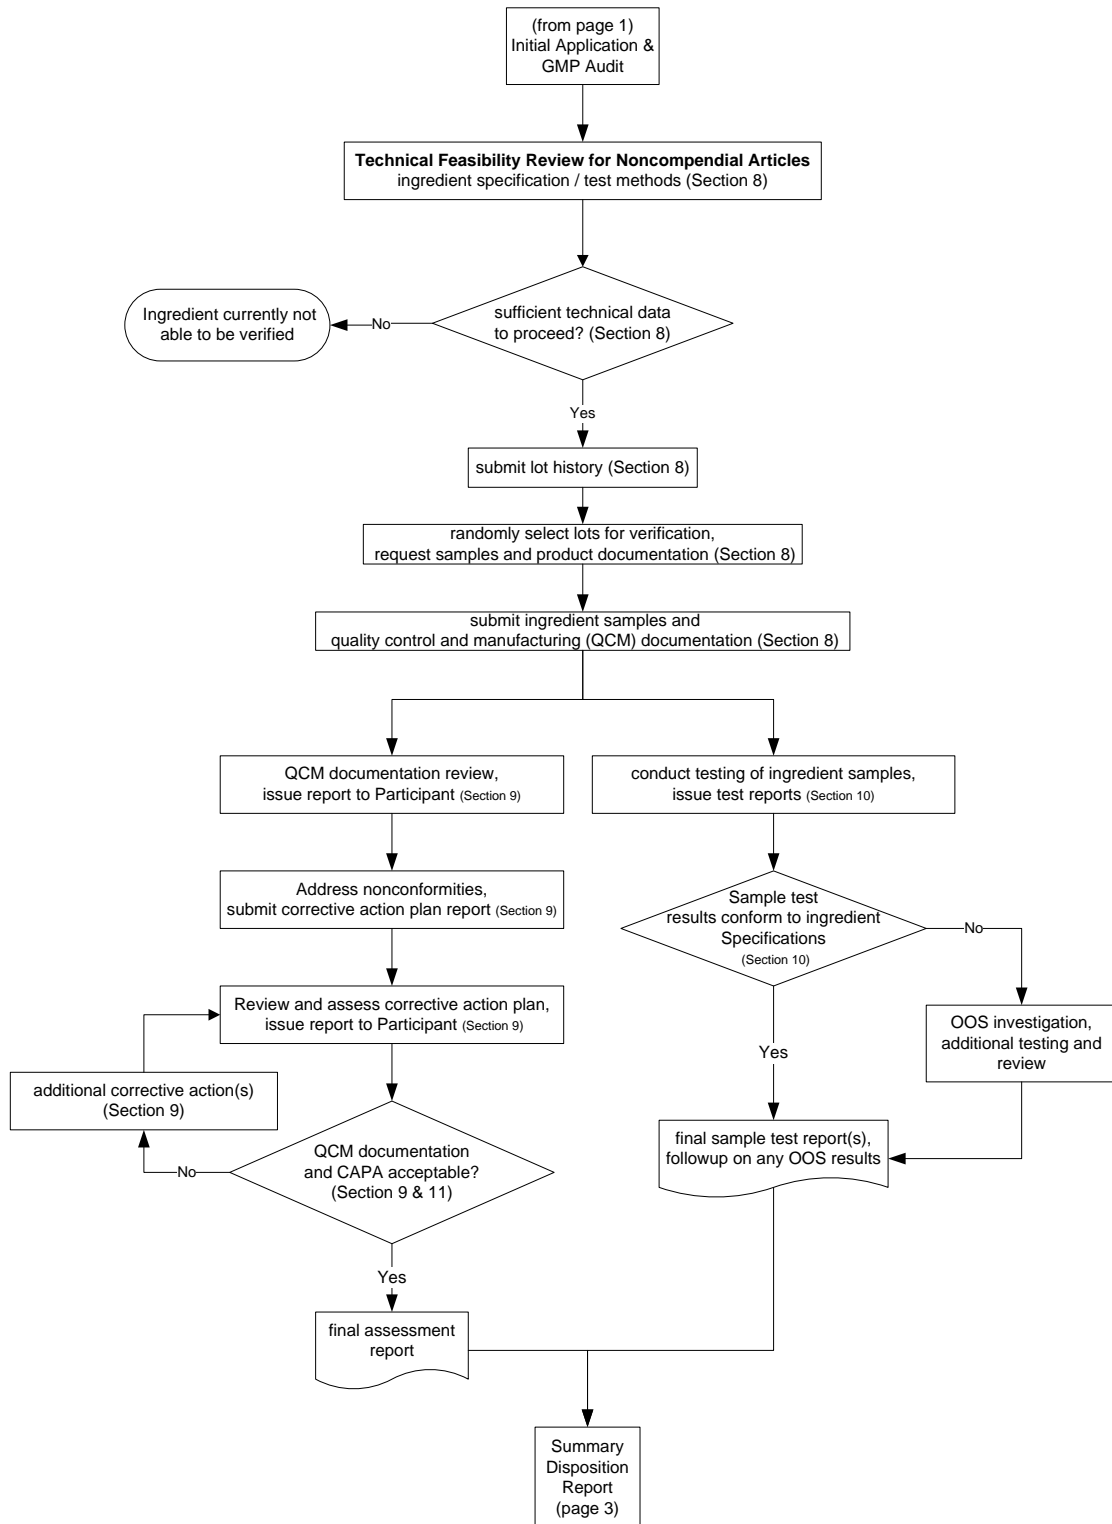 (from page 1)
Initial Application &
GMP Audit
Technical Feasibility Review for Noncompendial Articles
ingredient specification / test methods (Section 8)
sufficient technical data
to proceed? (Section 8)
No
Ingredient currently not
able to be verified
Yes
submit lot history (Section 8)
randomly select lots for verification,
request samples and product documentation (Section 8)
submit ingredient samples and
quality control and manufacturing (QCM) documentation (Section 8)
QCM documentation review,
issue report to Participant (Section 9)
Address nonconformities,
submit corrective action plan report (Section 9)
Review and assess corrective action plan,
issue report to Participant (Section 9)
additional corrective action(s)
(Section 9)
No
QCM documentation
and CAPA acceptable?
(Section 9 & 11)
Yes
final assessment
report
conduct testing of ingredient samples,
issue test reports (Section 10)
Sample test
results conform to ingredient
Specifications
(Section 10)
No
OOS investigation,
additional testing and
review
Yes
final sample test report(s),
followup on any OOS results
Summary
Disposition
Report
(page 3)